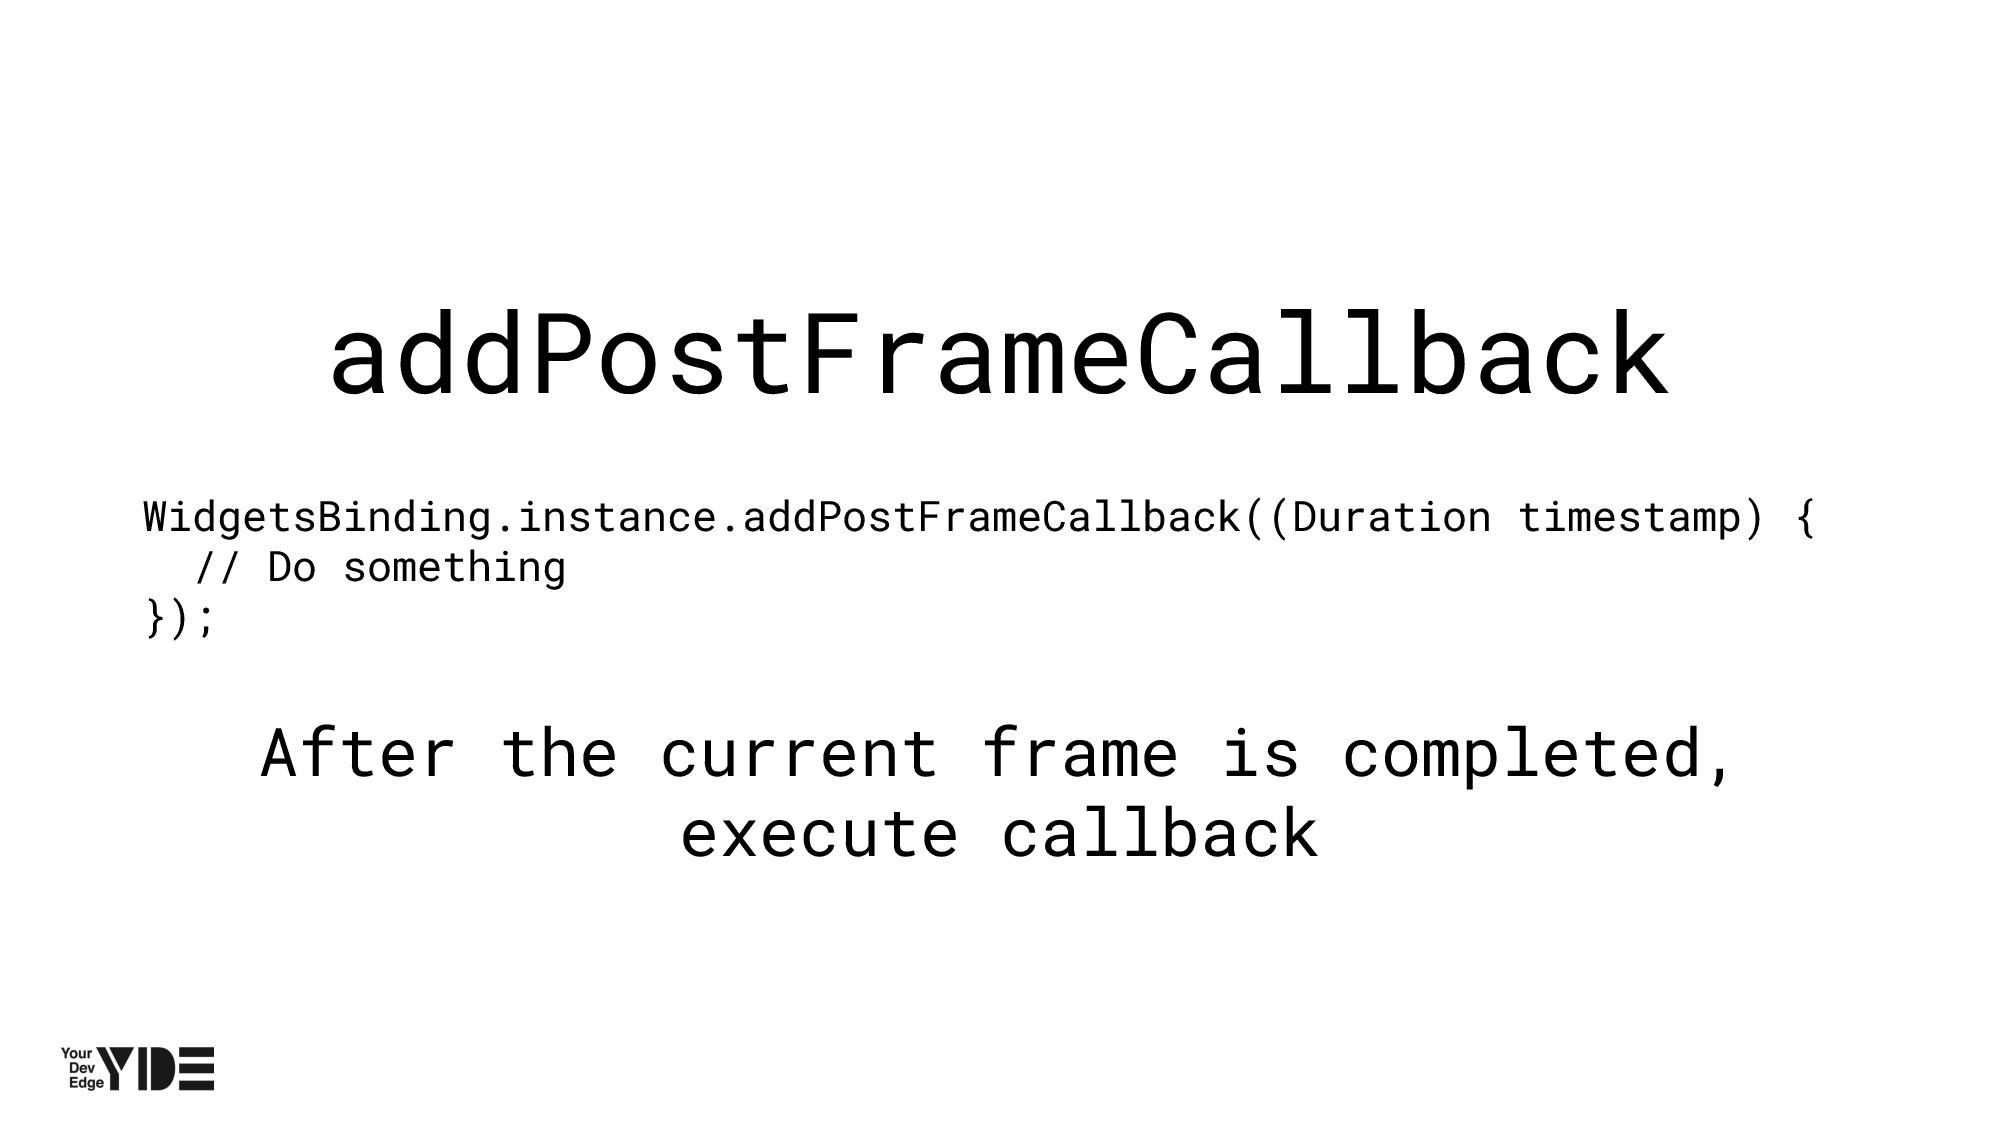 addPostFrameCallback
WidgetsBinding.instance.addPostFrameCallback((Duration timestamp) {
  // Do something
});
After the current frame is completed,
execute callback
Your
Dev
Edge
YDE